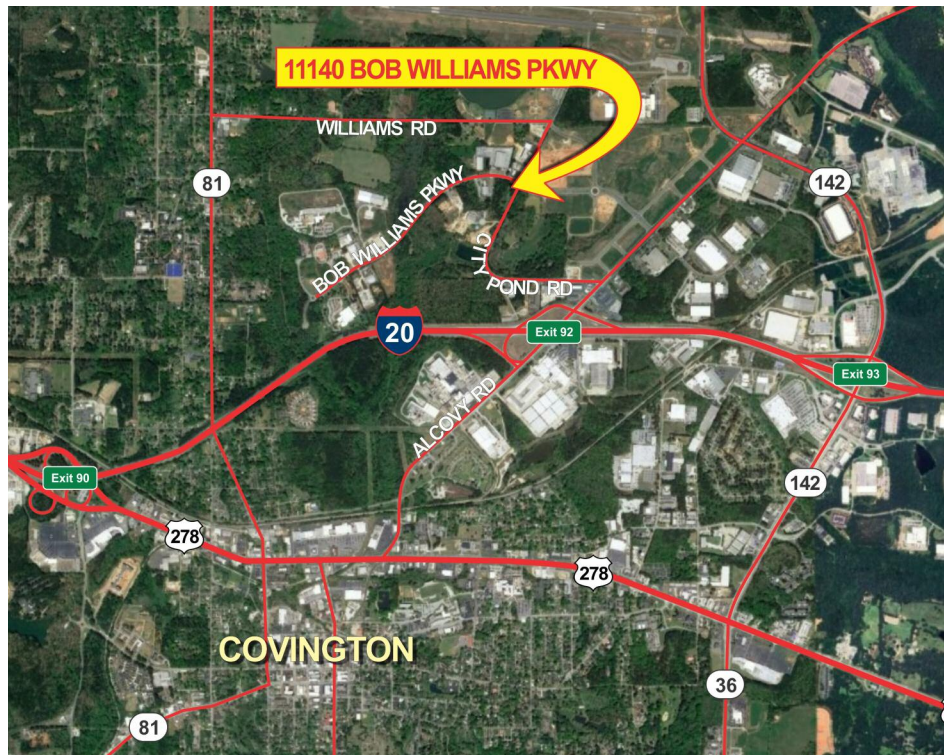 11140 BOB WILLIAMS PKWY
WILLIAMS RD
81
142
BOB WILLIAMS PKWY
CITY POND RD
20
Exit 92
Exit 93
ALCOVY RD
Exit 90
142
278
278
COVINGTON
36
81